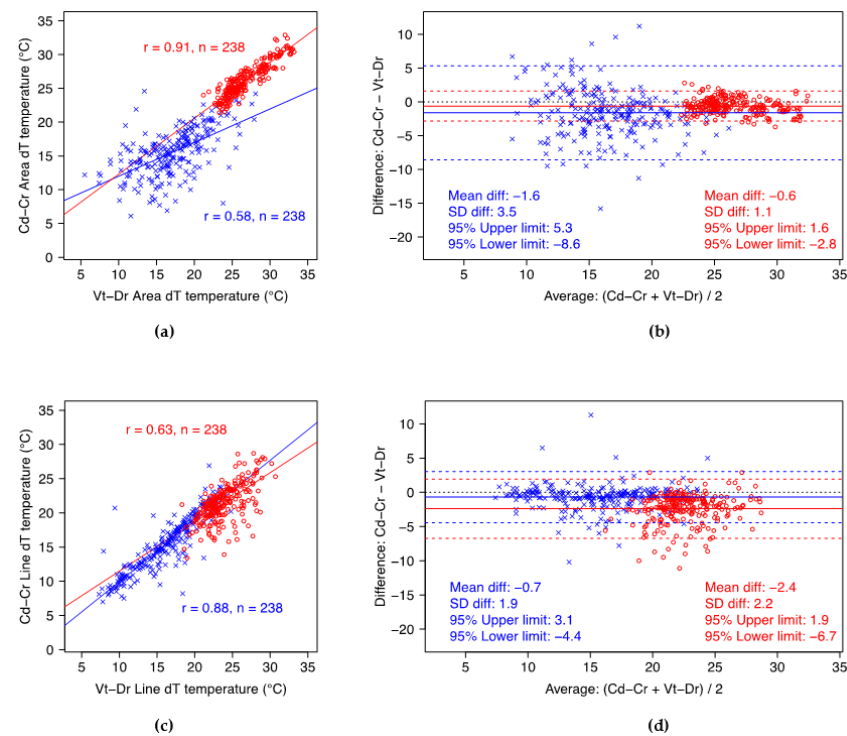 35
30
25
20
15
10
5
0
Cd−Cr Area dT temperature (°C)
r = 0.91, n = 238
r = 0.58, n = 238
5 10 15 20 25 30 35
Vt−Dr Area dT temperature (°C)
(a)
10
5
0
−5
−10
−15
−20
Difference: Cd−Cr − Vt−Dr
Mean diff: −1.6
SD diff: 3.5
95% Upper limit: 5.3
95% Lower limit: −8.6
Mean diff: −0.6
SD diff: 1.1
95% Upper limit: 1.6
95% Lower limit: −2.8
5 10 15 20 25 30 35
Average: (Cd−Cr + Vt−Dr) / 2
(b)
35
30
25
20
15
10
5
0
Cd−Cr Line dT temperature (°C)
r = 0.63, n = 238
r = 0.88, n = 238
5 10 15 20 25 30 35
Vt−Dr Line dT temperature (°C)
(c)
10
5
0
−5
−10
−15
−20
Difference: Cd−Cr − Vt−Dr
Mean diff: −0.7
SD diff: 1.9
95% Upper limit: 3.1
95% Lower limit: −4.4
Mean diff: −2.4
SD diff: 2.2
95% Upper limit: 1.9
95% Lower limit: −6.7
5 10 15 20 25 30 35
Average: (Cd−Cr + Vt−Dr) / 2
(d)